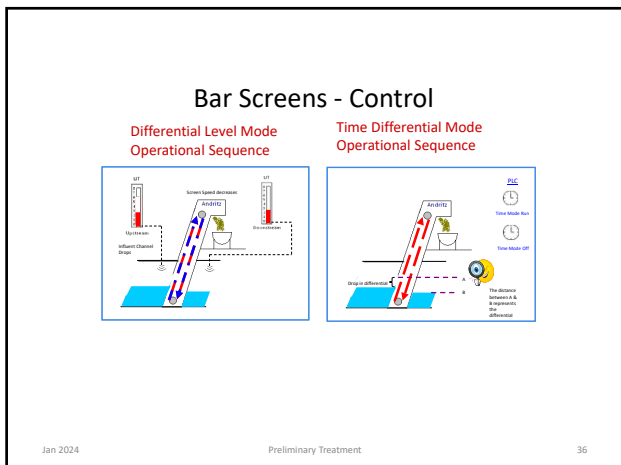 Bar Screens - Control
Differential Level Mode
Operational Sequence
Time Differential Mode
Operational Sequence
LIT
Upstream
Screen Speed decreases
Andritz
LIT
Downstream
Influent Channel
Drops
PLC
Time Mode Run
Time Mode Off
Andritz
Drop in differential
A
B
The distance
between A &
B represents
the
differential
Jan 2024
Preliminary Treatment
36